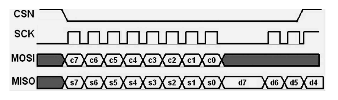 CSN
SCK
MOSI c7 c6 c5 c4 c3 c2 c1 c0
MISO s7 s6 s5 s4 s3 s2 s1 s0 d7 d6 d5 d4